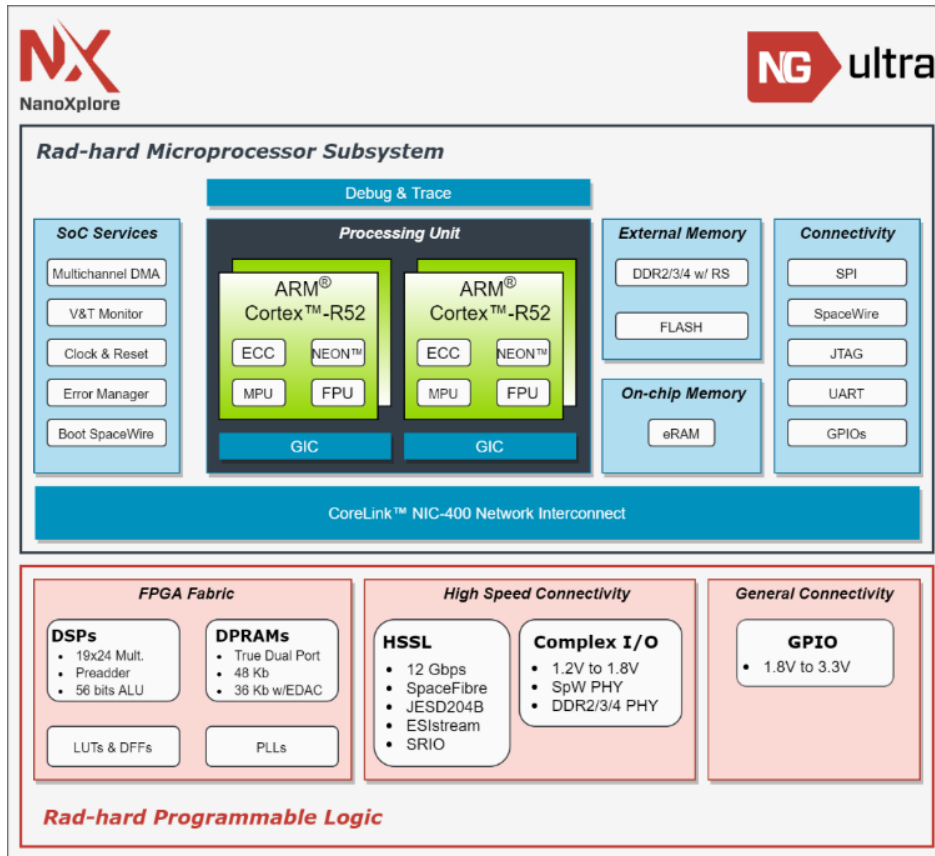 NX
NanoXplore
NG ultra
Rad-hard Microprocessor Subsystem
Debug & Trace
SoC Services
Multichannel DMA
V&T Monitor
Clock & Reset
Error Manager
Boot SpaceWire
Processing Unit
ARM®
Cortex™-R52
ECC
NEON™
MPU
FPU
GIC
ARM®
Cortex™-R52
ECC
NEON™
MPU
FPU
GIC
External Memory
DDR2/3/4 w/ RS
FLASH
On-chip Memory
eRAM
Connectivity
SPI
SpaceWire
JTAG
UART
GPIOs
CoreLink™ NIC-400 Network Interconnect
FPGA Fabric
DSPs
• 19x24 Mult.
• Preadder
• 56 bits ALU
DPRAMs
• True Dual Port
• 48 Kb
• 36 Kb w/EDAC
LUTs & DFFs
PLLs
High Speed Connectivity
HSSL
• 12 Gbps
• SpaceFibre
• JESD204B
• ESIstream
• SRIO
Complex I/O
• 1.2V to 1.8V
• SpW PHY
• DDR2/3/4 PHY
General Connectivity
GPIO
• 1.8V to 3.3V
Rad-hard Programmable Logic